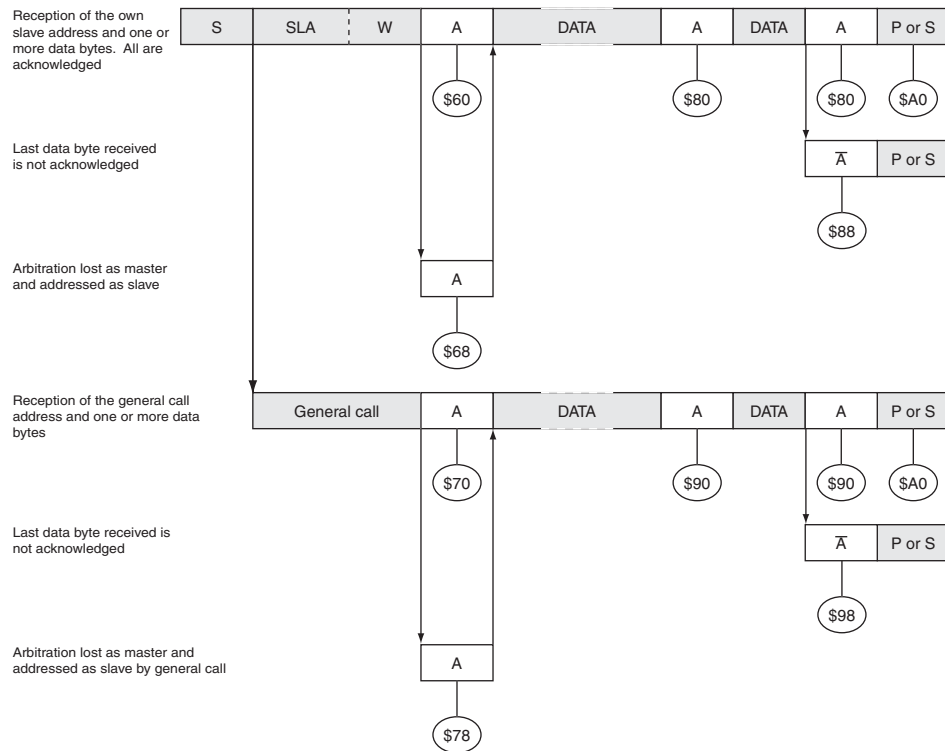 Reception of the own
slave address and one or
more data bytes. All are
acknowledged
S SLA W A DATA A DATA A P or S
$60 $80 $80 $A0
Last data byte received
is not acknowledged
A̅ P or S
$88
Arbitration lost as master
and addressed as slave
A
$68
Reception of the general call
address and one or more data
bytes
General call A DATA A DATA A P or S
$70 $90 $90 $A0
Last data byte received is
not acknowledged
A̅ P or S
$98
Arbitration lost as master and
addressed as slave by general call
A
$78